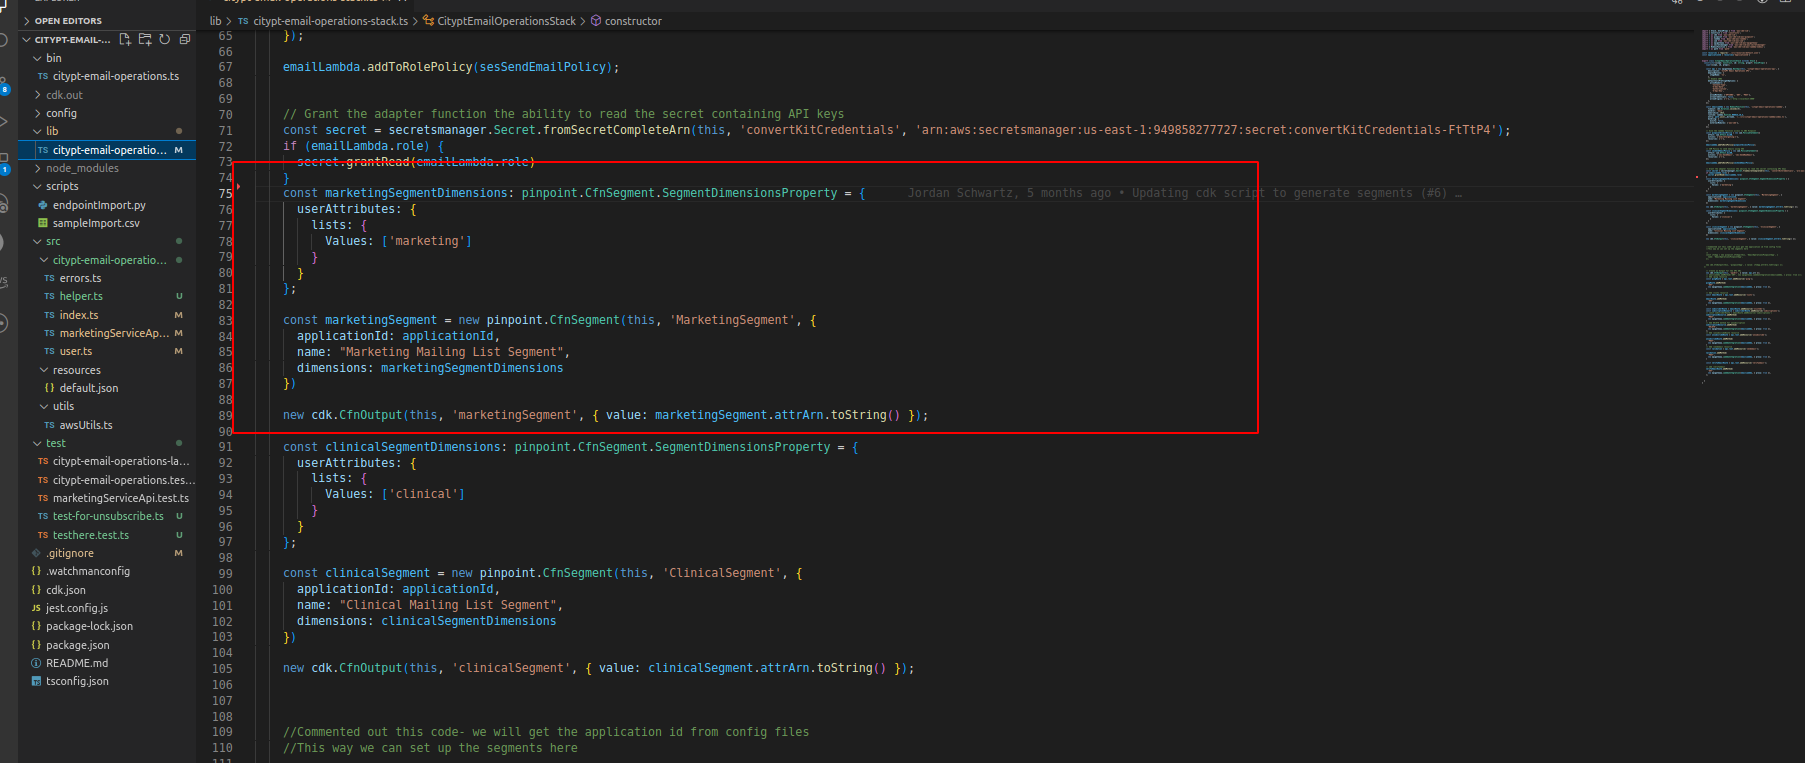 OPEN EDITORS
CITYPT-EMAIL-...
bin
citypt-email-operations.ts
cdk.out
config
lib
citypt-email-operatio... M
node_modules
scripts
endpointImport.py
sampleImport.csv
src
citypt-email-operatio...
TS errors.ts
TS helper.ts U
TS index.ts M
TS marketingServiceAp... M
TS user.ts M
resources
{} default.json
utils
TS awsUtils.ts
test
TS citypt-email-operations-la...
TS citypt-email-operations.tes...
TS marketingServiceApi.test.ts
TS test-for-unsubscribe.ts U
TS testhere.test.ts U
.gitignore M
{} .watchmanconfig
{} cdk.json
JS jest.config.js
{} package-lock.json
{} package.json
README.md
tsconfig.json
lib > TS citypt-email-operations-stack.ts > CityptEmailOperationsStack > constructor
65 });
66
67 emailLambda.addToRolePolicy(sesSendEmailPolicy);
68
69
70 // Grant the adapter function the ability to read the secret containing API keys
71 const secret = secretsmanager.Secret.fromSecretCompleteArn(this, 'convertKitCredentials', 'arn:aws:secretsmanager:us-east-1:949858277727:secret:convertKitCredentials-FtTtP4');
72 if (emailLambda.role) {
73 secret.grantRead(emailLambda.role)
74 }
75 const marketingSegmentDimensions: pinpoint.CfnSegment.SegmentDimensionsProperty = { Jordan Schwartz, 5 months ago • Updating cdk script to generate segments (#6) …
76 userAttributes: {
77 lists: {
78 Values: ['marketing']
79 }
80 }
81 };
82
83 const marketingSegment = new pinpoint.CfnSegment(this, 'MarketingSegment', {
84 applicationId: applicationId,
85 name: "Marketing Mailing List Segment",
86 dimensions: marketingSegmentDimensions
87 })
88
89 new cdk.CfnOutput(this, 'marketingSegment', { value: marketingSegment.attrArn.toString() });
90
91 const clinicalSegmentDimensions: pinpoint.CfnSegment.SegmentDimensionsProperty = {
92 userAttributes: {
93 lists: {
94 Values: ['clinical']
95 }
96 }
97 };
98
99 const clinicalSegment = new pinpoint.CfnSegment(this, 'ClinicalSegment', {
100 applicationId: applicationId,
101 name: "Clinical Mailing List Segment",
102 dimensions: clinicalSegmentDimensions
103 })
104
105 new cdk.CfnOutput(this, 'clinicalSegment', { value: clinicalSegment.attrArn.toString() });
106
107
108
109 //Commented out this code- we will get the application id from config files
110 //This way we can set up the segments here